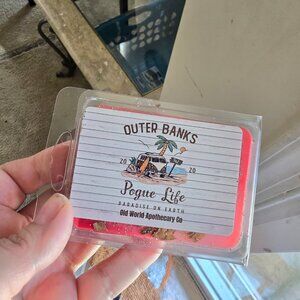 OUTER BANKS
20 20
Pogue Life
PARADISE ON EARTH
Old World Apothecary Co